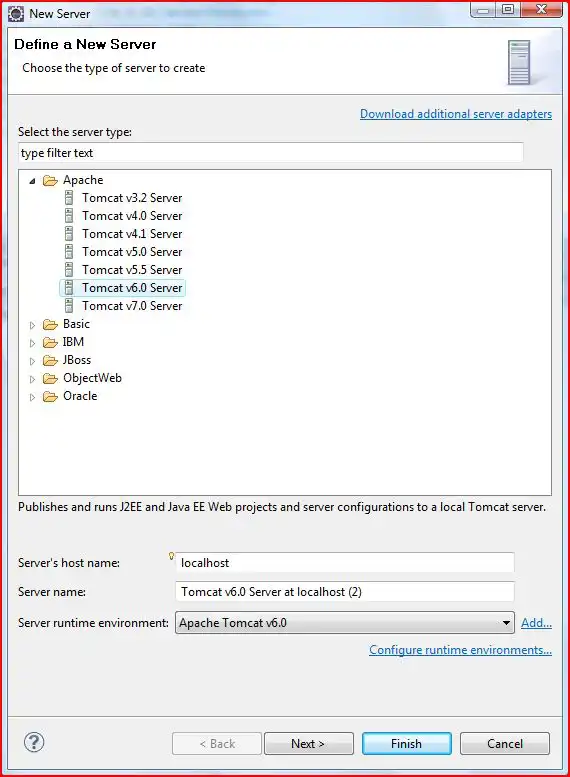 New Server
Define a New Server
Choose the type of server to create
Download additional server adapters
Select the server type:
type filter text
Apache
Tomcat v3.2 Server
Tomcat v4.0 Server
Tomcat v4.1 Server
Tomcat v5.0 Server
Tomcat v5.5 Server
Tomcat v6.0 Server
Tomcat v7.0 Server
Basic
IBM
JBoss
ObjectWeb
Oracle
Publishes and runs J2EE and Java EE Web projects and server configurations to a local Tomcat server.
Server's host name: localhost
Server name: Tomcat v6.0 Server at localhost (2)
Server runtime environment: Apache Tomcat v6.0 Add...
Configure runtime environments...
? < Back Next > Finish Cancel